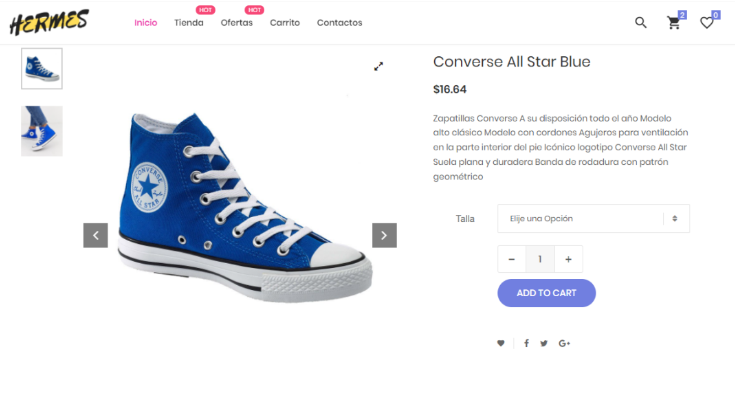 HERMES
Inicio
Tienda
HOT
Ofertas
HOT
Carrito
Contactos
2
0
Converse All Star Blue
$16.64
Zapatillas Converse A su disposición todo el año Modelo
alto clásico Modelo con cordones Agujeros para ventilación
en la parte interior del pie Icónico logotipo Converse All Star
Suela plana y duradera Banda de rodadura con patrón
geométrico
CONVERSE
ALL STAR
Talla
Elije una Opción
- 1 +
ADD TO CART
f
G+